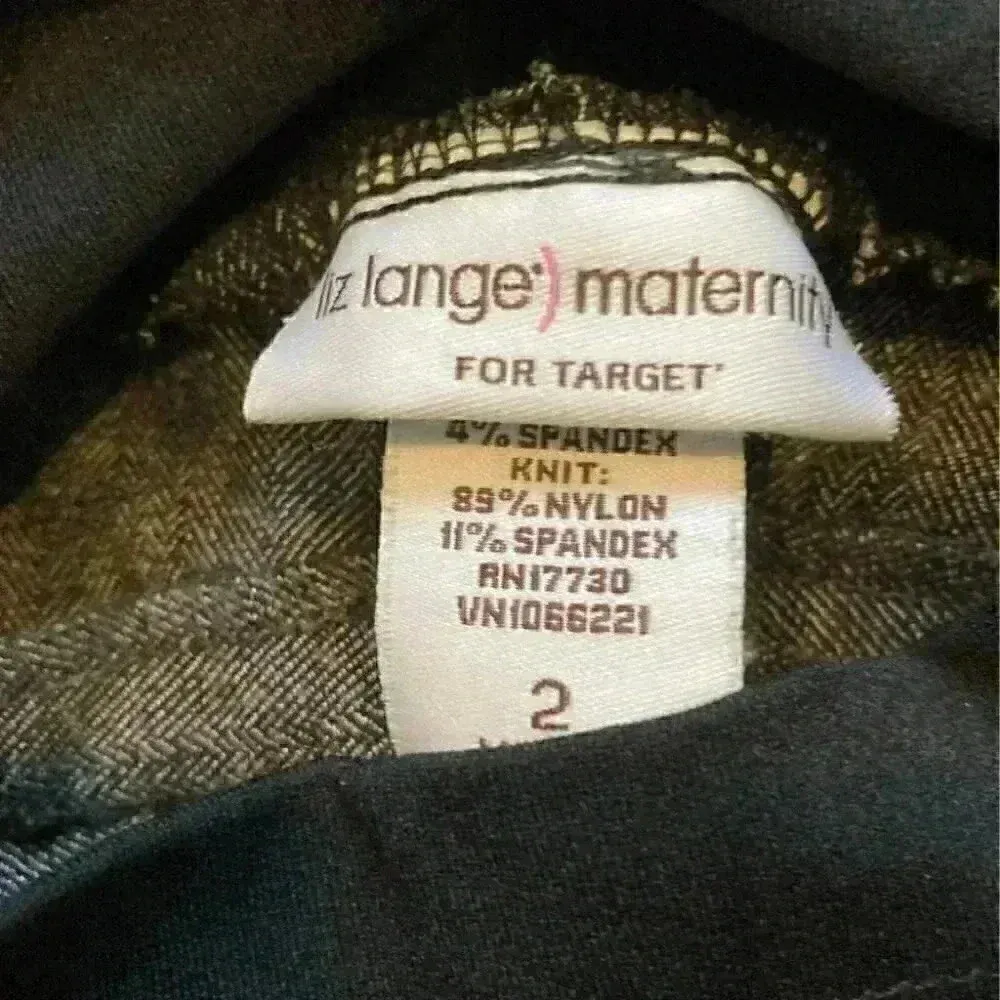 liz lange) maternity
FOR TARGET
4% SPANDEX
KNIT:
89% NYLON
11% SPANDEX
RN17730
VN1066221
2